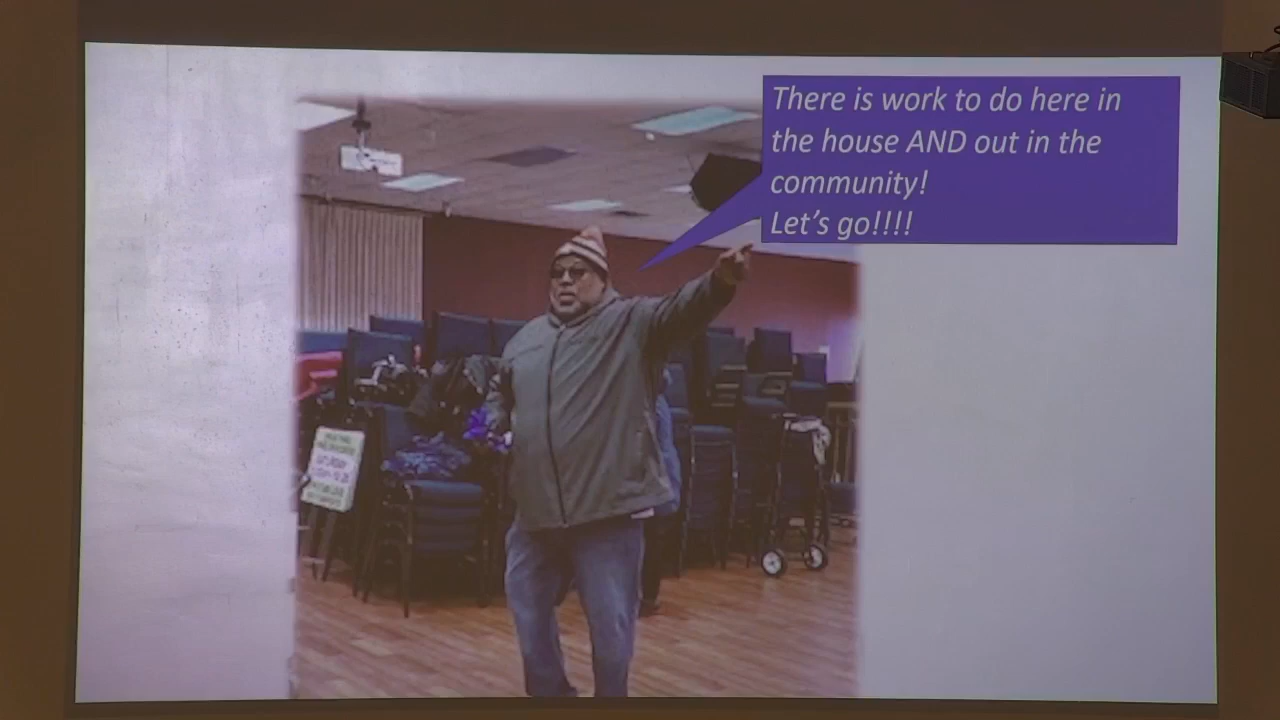 There is work to do here in
the house AND out in the
community!
Let's go!!!!